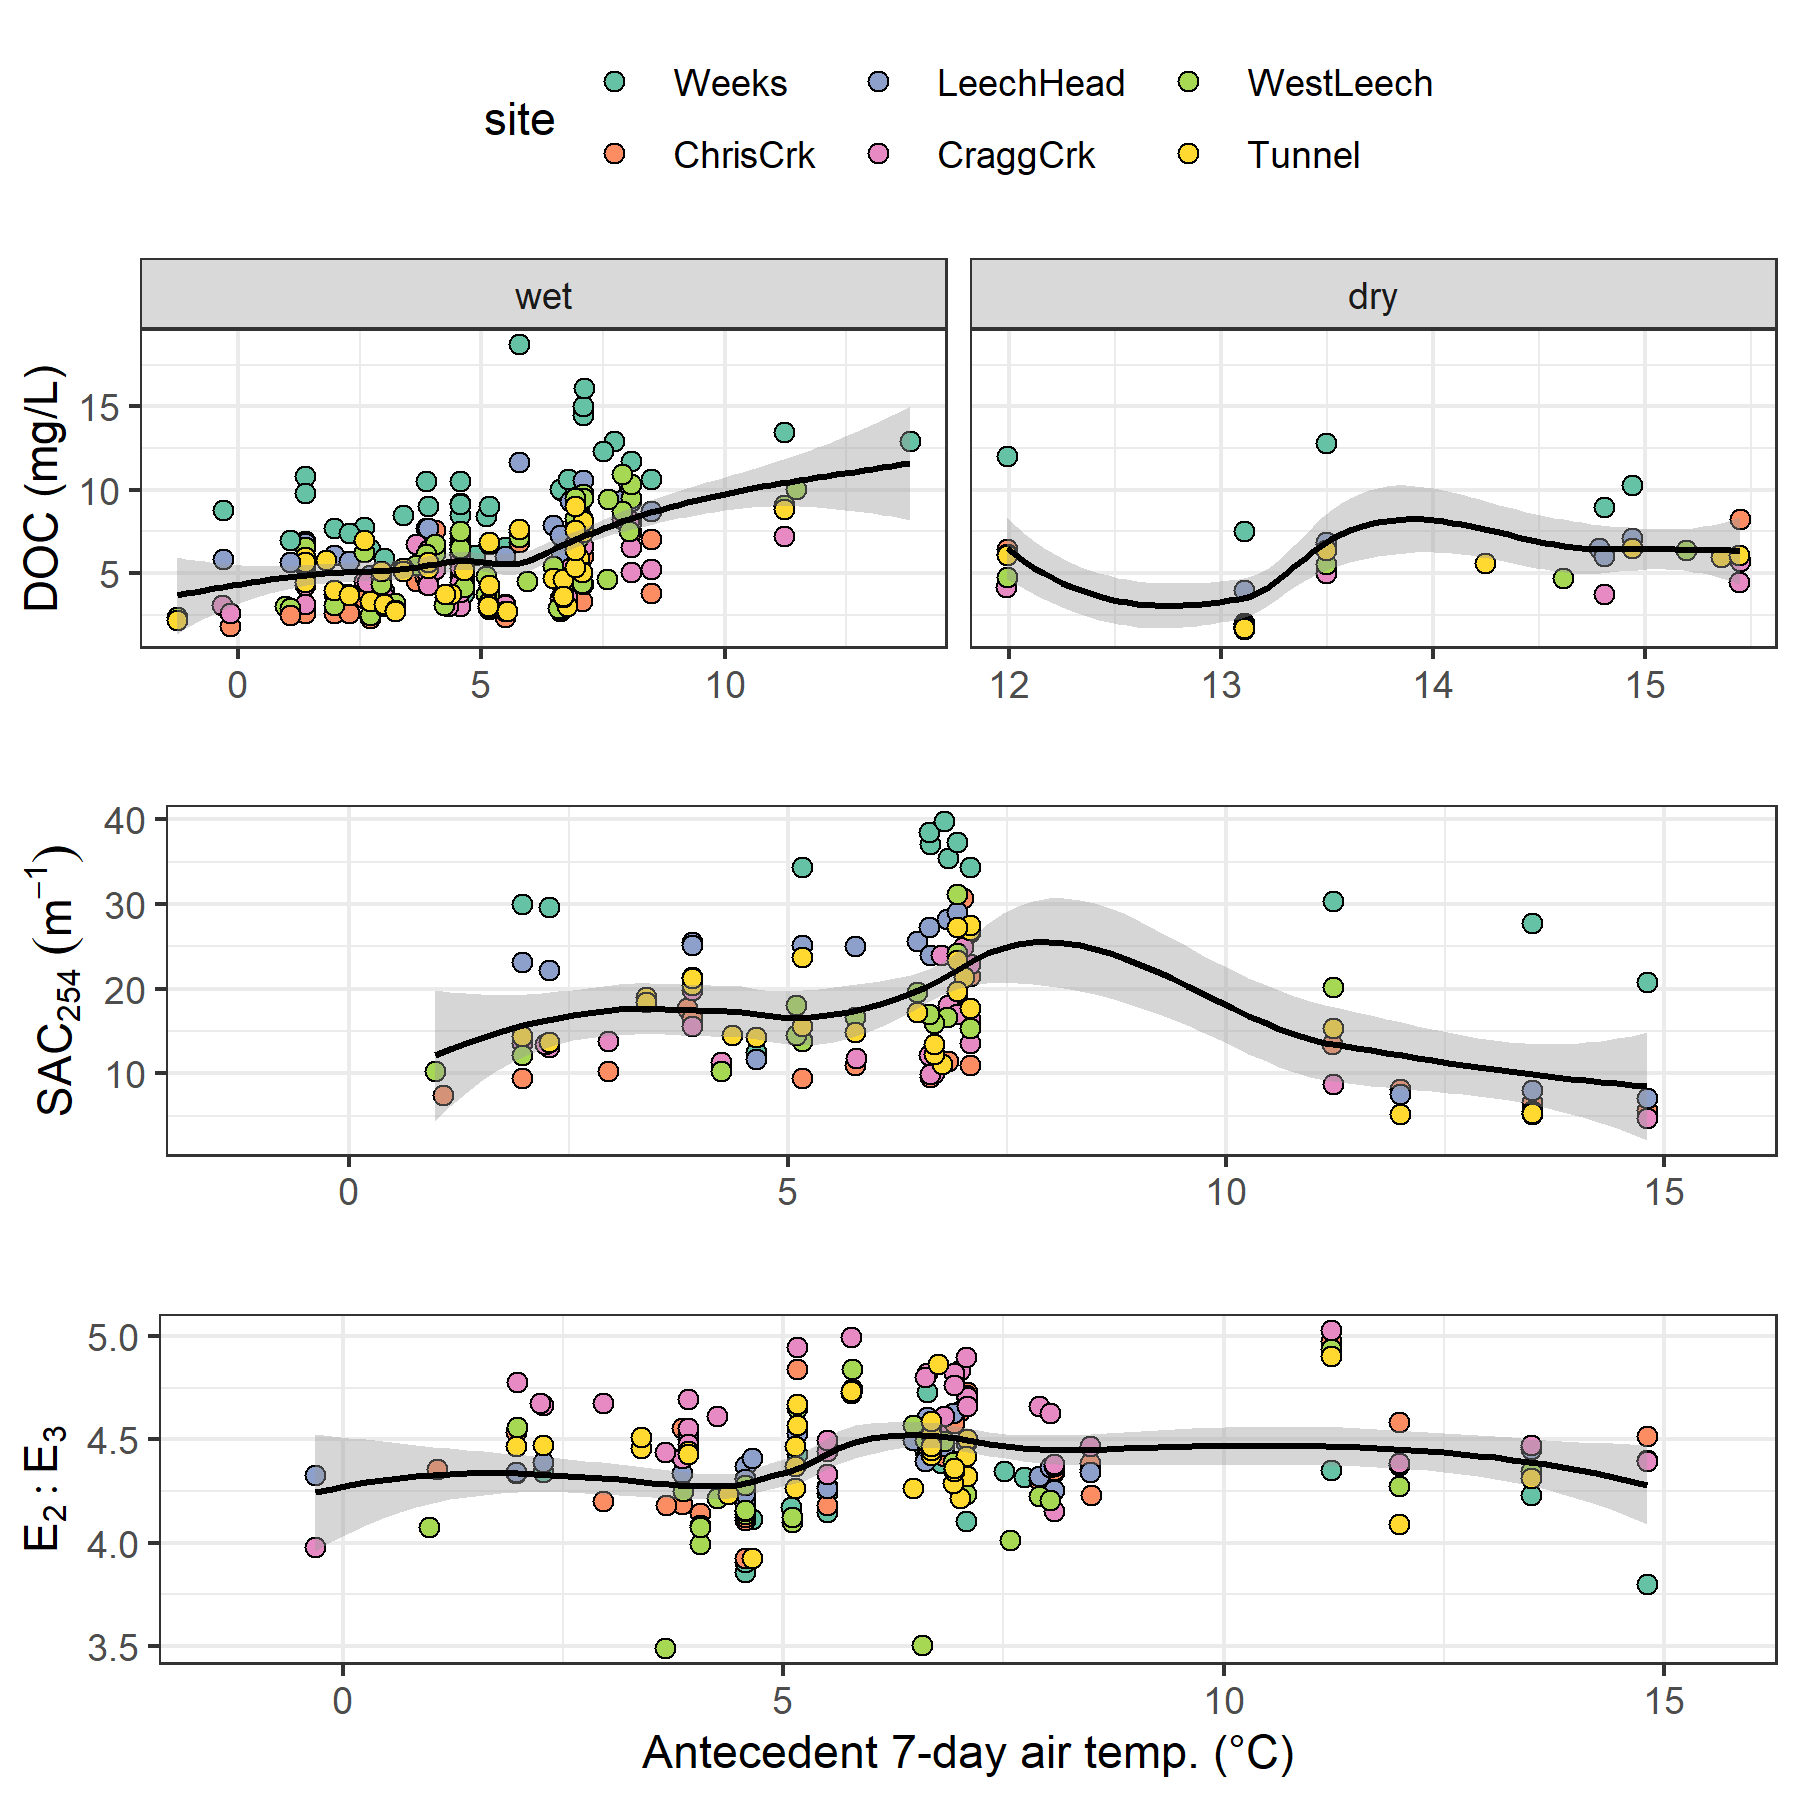 site
Weeks LeechHead WestLeech
ChrisCrk CraggCrk Tunnel
wet dry
DOC (mg/L)
15
10
5
0 5 10 12 13 14 15
SAC₂₅₄ (m⁻¹)
40
30
20
10
0 5 10 15
E₂ : E₃
5.0
4.5
4.0
3.5
0 5 10 15
Antecedent 7-day air temp. (°C)